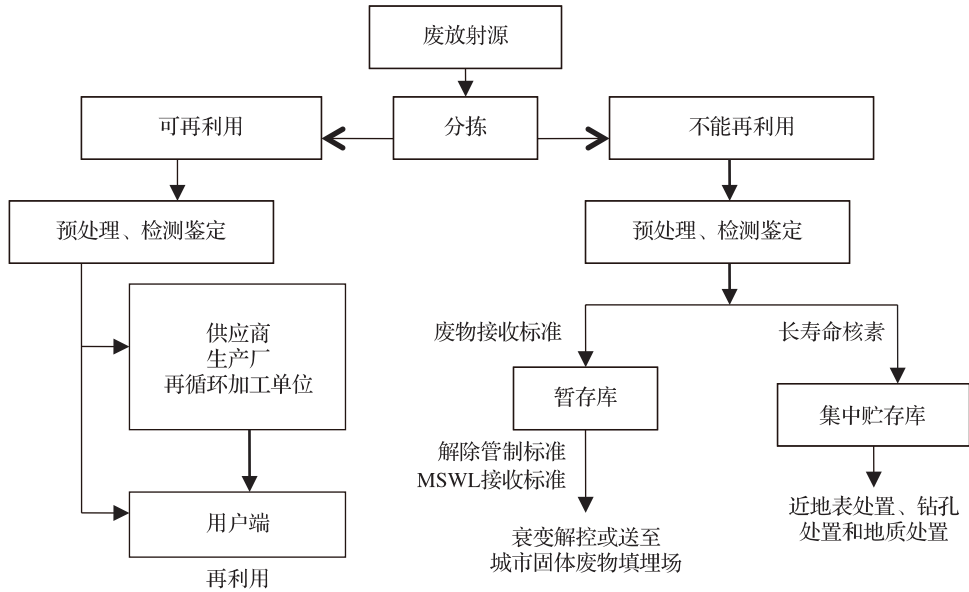 废放射源
可再利用
分拣
不能再利用
预处理、检测鉴定
预处理、检测鉴定
供应商
生产厂
再循环加工单位
废物接收标准
长寿命核素
暂存库
集中贮存库
解除管制标准
MSWL接收标准
用户端
再利用
衰变解控或送至
城市固体废物填埋场
近地表处置、钻孔
处置和地质处置